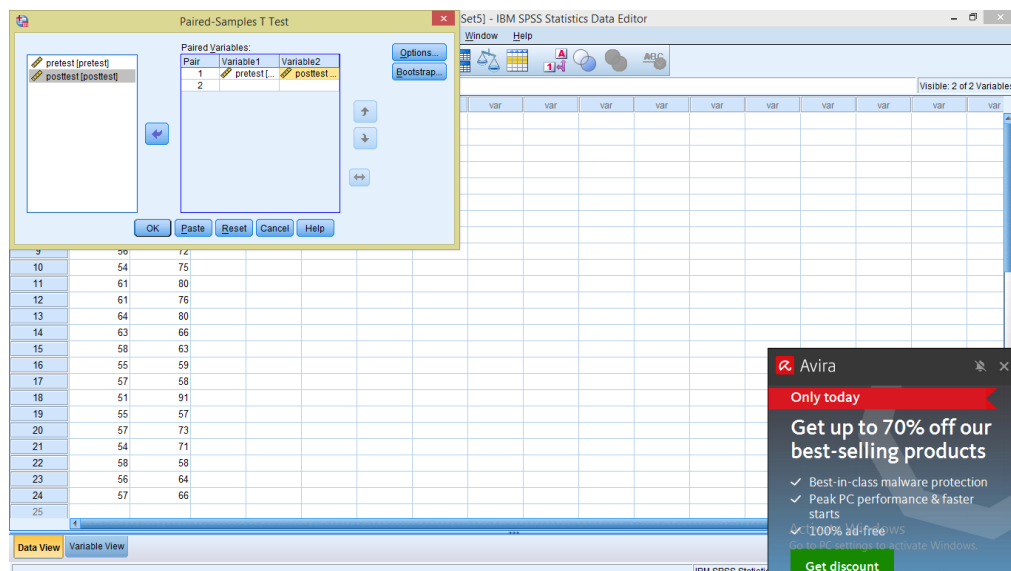 Paired-Samples T Test
Set5] - IBM SPSS Statistics Data Editor
Window Help
Paired Variables:
pretest [pretest]
posttest [posttest]
Pair Variable1 Variable2
1 pretest [... posttest ...
2
Options...
Bootstrap...
OK Paste Reset Cancel Help
Visible: 2 of 2 Variables
var var var var var var var var var var
9 56 72
10 54 75
11 61 80
12 61 76
13 64 80
14 63 66
15 58 63
16 55 59
17 57 58
18 51 91
19 55 57
20 57 73
21 54 71
22 58 58
23 56 64
24 57 66
25
Data View Variable View
Avira
Only today
Get up to 70% off our
best-selling products
Best-in-class malware protection
Peak PC performance & faster
starts
100% ad-free
Activate Windows
Go to PC settings to activate Windows.
Get discount